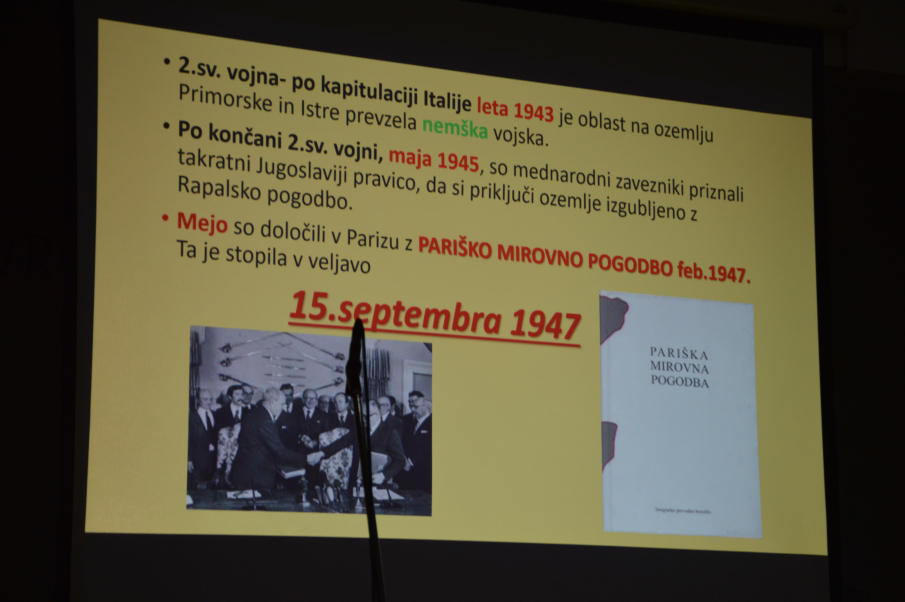 • 2.sv. vojna- po kapitulaciji Italije leta 1943 je oblast na ozemlju
Primorske in Istre prevzela nemška vojska.
• Po končani 2.sv. vojni, maja 1945, so mednarodni zavezniki priznali
takratni Jugoslaviji pravico, da si priključi ozemlje izgubljeno z
Rapalsko pogodbo.
• Mejo so določili v Parizu z PARIŠKO MIROVNO POGODBO feb.1947.
Ta je stopila v veljavo
15.septembra 1947
PARIŠKA
MIROVNA
POGODBA